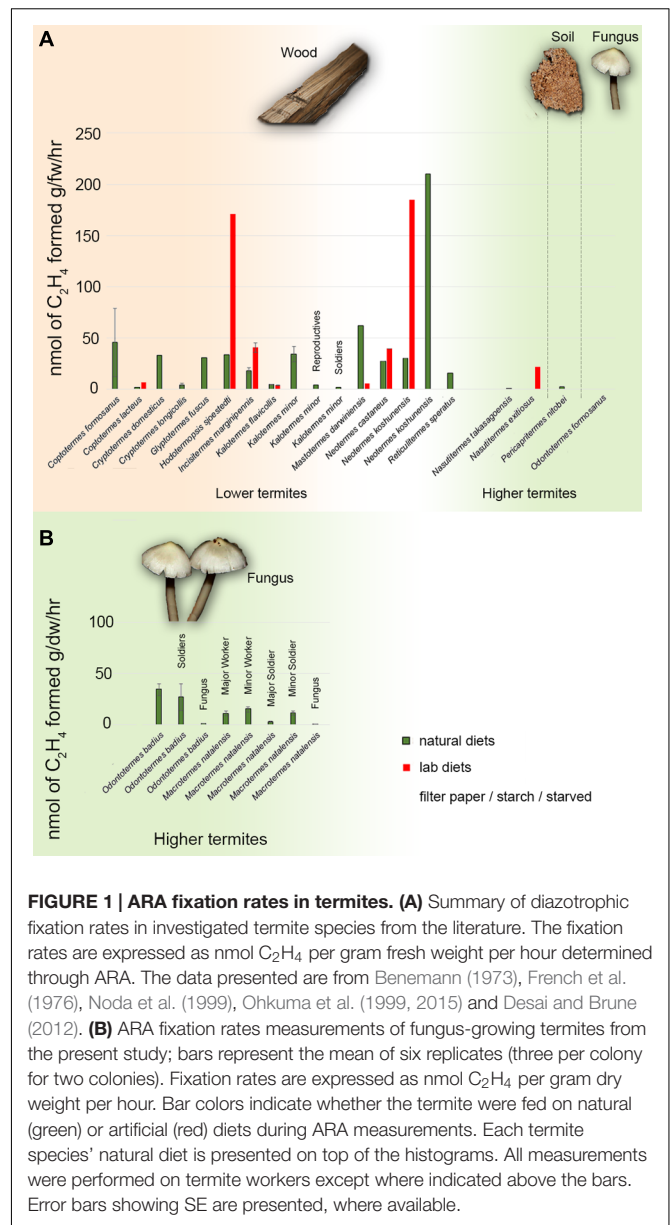 A
Wood
Soil
Fungus
nmol of C₂H₄ formed g/fw/hr
250
200
150
100
50
0
Reproductives
Soldiers
Coptotermes formosanus
Coptotermes lacteus
Cryptotermes domesticus
Cryptotermes longicollis
Glyptotermes fuscus
Hodotermopsis sjoestedti
Incisitermes marginipennis
Kalotermes flavicollis
Kalotermes minor
Kalotermes minor
Kalotermes minor
Mastotermes darwiniensis
Neotermes castaneus
Neotermes koshunensis
Neotermes koshunensis
Reticulitermes speratus
Nasutitermes takasagoensis
Nasutitermes exitiosus
Pericapritermes nitobei
Odontotermes formosanus
Lower termites
Higher termites
B
Fungus
nmol of C₂H₄ formed g/dw/hr
100
50
0
Soldiers
Fungus
Major Worker
Minor Worker
Major Soldier
Minor Soldier
Fungus
Odontotermes badius
Odontotermes badius
Odontotermes badius
Macrotermes natalensis
Macrotermes natalensis
Macrotermes natalensis
Macrotermes natalensis
Macrotermes natalensis
Higher termites
natural diets
lab diets
filter paper / starch / starved
FIGURE 1 | ARA fixation rates in termites. (A) Summary of diazotrophic
fixation rates in investigated termite species from the literature. The fixation
rates are expressed as nmol C₂H₄ per gram fresh weight per hour determined
through ARA. The data presented are from Benemann (1973), French et al.
(1976), Noda et al. (1999), Ohkuma et al. (1999, 2015) and Desai and Brune
(2012). (B) ARA fixation rates measurements of fungus-growing termites from
the present study; bars represent the mean of six replicates (three per colony
for two colonies). Fixation rates are expressed as nmol C₂H₄ per gram dry
weight per hour. Bar colors indicate whether the termite were fed on natural
(green) or artificial (red) diets during ARA measurements. Each termite
species' natural diet is presented on top of the histograms. All measurements
were performed on termite workers except where indicated above the bars.
Error bars showing SE are presented, where available.